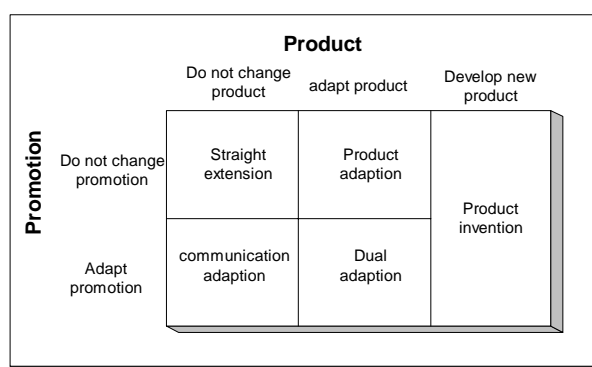 Product
Do not change
product
adapt product
Develop new
product
Promotion
Do not change
promotion
Straight
extension
Product
adaption
Product
invention
Adapt
promotion
communication
adaption
Dual
adaption